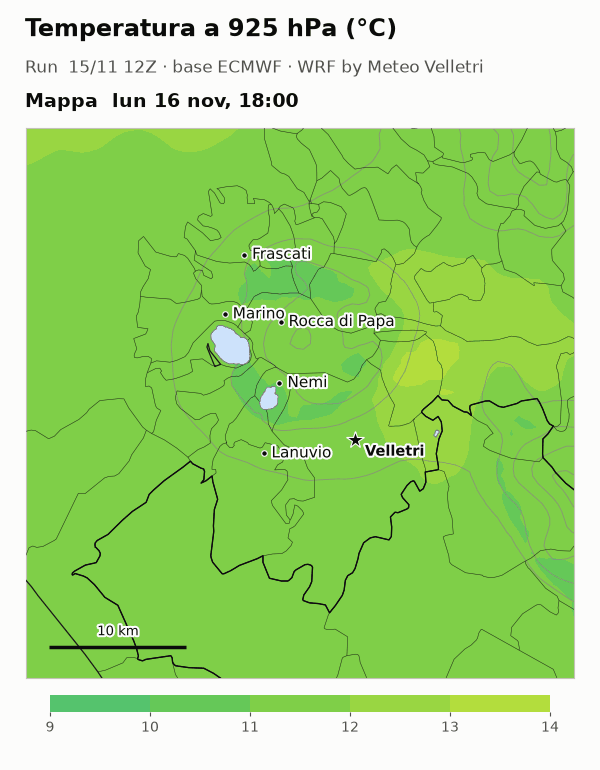 Temperatura a 925 hPa (°C)
Run  15/11 12Z · base ECMWF · WRF by Meteo Velletri
Mappa  lun 16 nov, 18:00
Frascati
Marino
Rocca di Papa
Nemi
Velletri
Lanuvio
10 km
9 10 11 12 13 14